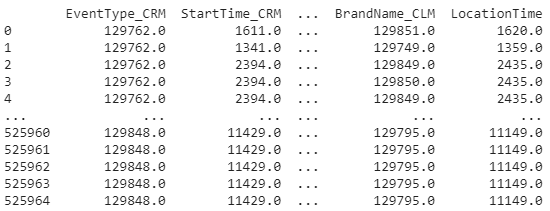 EventType_CRM StartTime_CRM ... BrandName_CLM LocationTime
0 129762.0 1611.0 ... 129851.0 1620.0
1 129762.0 1341.0 ... 129749.0 1359.0
2 129762.0 2394.0 ... 129849.0 2435.0
3 129762.0 2394.0 ... 129850.0 2435.0
4 129762.0 2394.0 ... 129849.0 2435.0
... ... ... ... ... ...
525960 129848.0 11429.0 ... 129795.0 11149.0
525961 129848.0 11429.0 ... 129795.0 11149.0
525962 129848.0 11429.0 ... 129795.0 11149.0
525963 129848.0 11429.0 ... 129795.0 11149.0
525964 129848.0 11429.0 ... 129795.0 11149.0